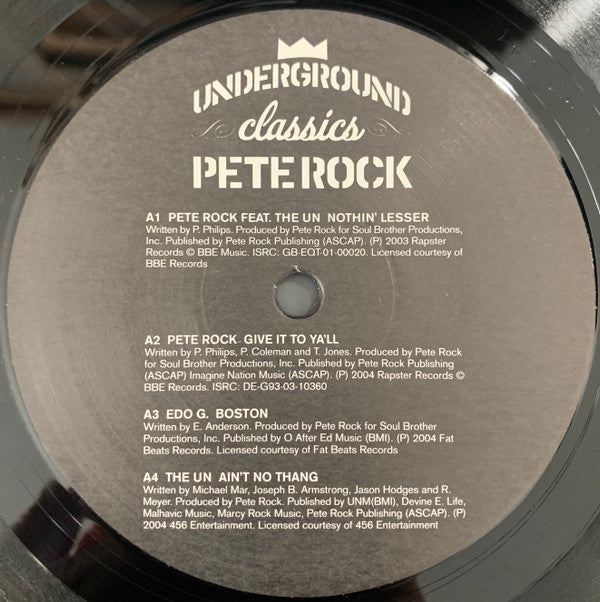 UNDERGROUND
classics
PETE ROCK
A1 PETE ROCK FEAT. THE UN NOTHIN' LESSER
Written by P. Philips. Produced by Pete Rock for Soul Brother Productions,
Inc. Published by Pete Rock Publishing (ASCAP). (P) 2003 Rapster
Records © BBE Music. ISRC: GB-EQT-01-00020. Licensed courtesy of
BBE Records
A2 PETE ROCK GIVE IT TO YA'LL
Written by P. Philips, P. Coleman and T. Jones. Produced by Pete Rock
for Soul Brother Productions, Inc. Published by Pete Rock Publishing
(ASCAP) Imagine Nation Music (ASCAP). (P) 2004 Rapster Records ©
BBE Records. ISRC: DE-G93-03-10360
A3 EDO G. BOSTON
Written by E. Anderson. Produced by Pete Rock for Soul Brother
Productions, Inc. Published by O After Ed Music (BMI). (P) 2004 Fat
Beats Records. Licensed courtesy of Fat Beats Records
A4 THE UN AIN'T NO THANG
Written by Michael Mar, Joseph B. Armstrong, Jason Hodges and R.
Meyer. Produced by Pete Rock. Published by UNM(BMI), Devine E. Life,
Malhavic Music, Marcy Rock Music, Pete Rock Publishing (ASCAP). (P)
2004 456 Entertainment. Licensed courtesy of 456 Entertainment